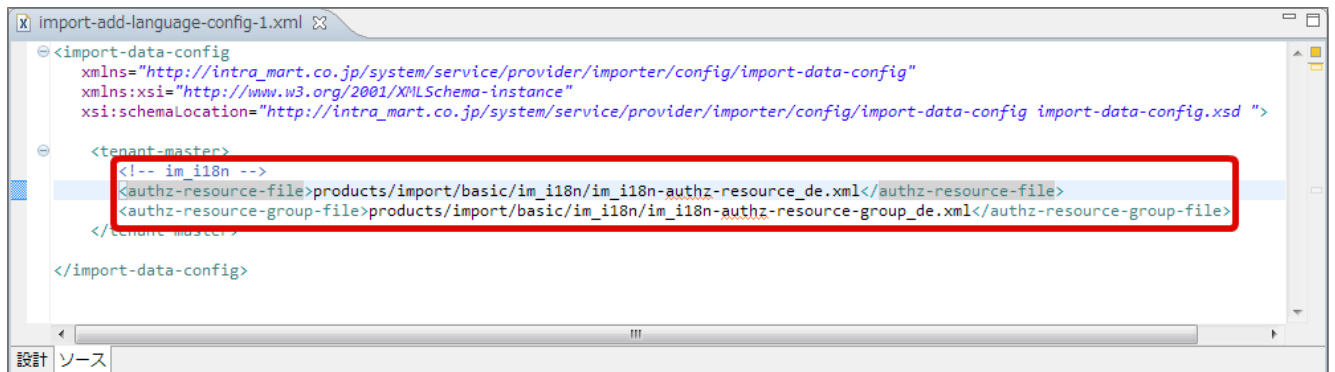 import-add-language-config-1.xml
<import-data-config
xmlns="http://intra_mart.co.jp/system/service/provider/importer/config/import-data-config"
xmlns:xsi="http://www.w3.org/2001/XMLSchema-instance"
xsi:schemaLocation="http://intra_mart.co.jp/system/service/provider/importer/config/import-data-config import-data-config.xsd ">
<tenant-master>
<!-- im_i18n -->
<authz-resource-file>products/import/basic/im_i18n/im_i18n-authz-resource_de.xml</authz-resource-file>
<authz-resource-group-file>products/import/basic/im_i18n/im_i18n-authz-resource-group_de.xml</authz-resource-group-file>
</tenant-master>
</import-data-config>
設計 ソース